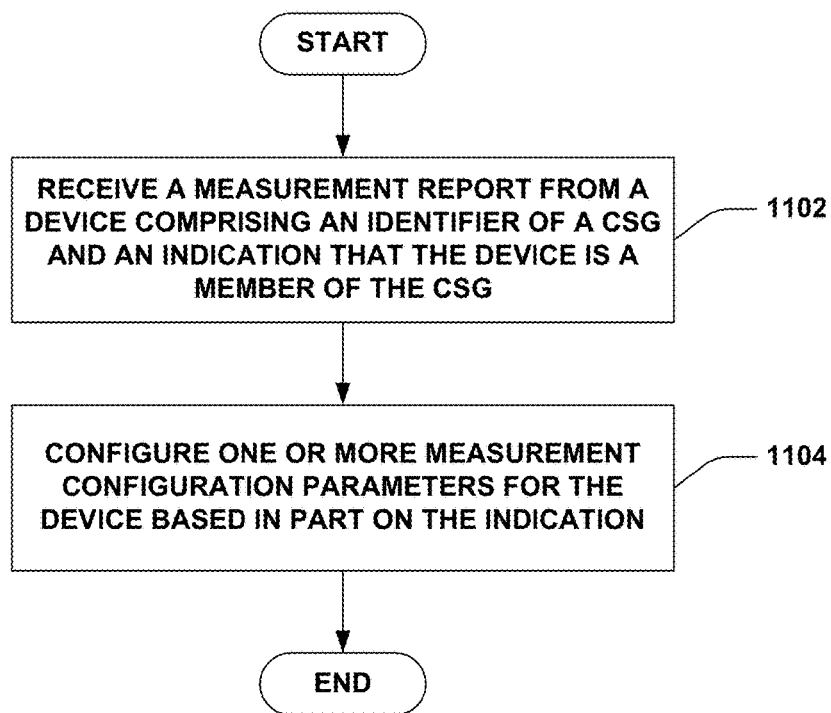 START
RECEIVE A MEASUREMENT REPORT FROM A
DEVICE COMPRISING AN IDENTIFIER OF A CSG
AND AN INDICATION THAT THE DEVICE IS A
MEMBER OF THE CSG
1102
CONFIGURE ONE OR MORE MEASUREMENT
CONFIGURATION PARAMETERS FOR THE
DEVICE BASED IN PART ON THE INDICATION
1104
END